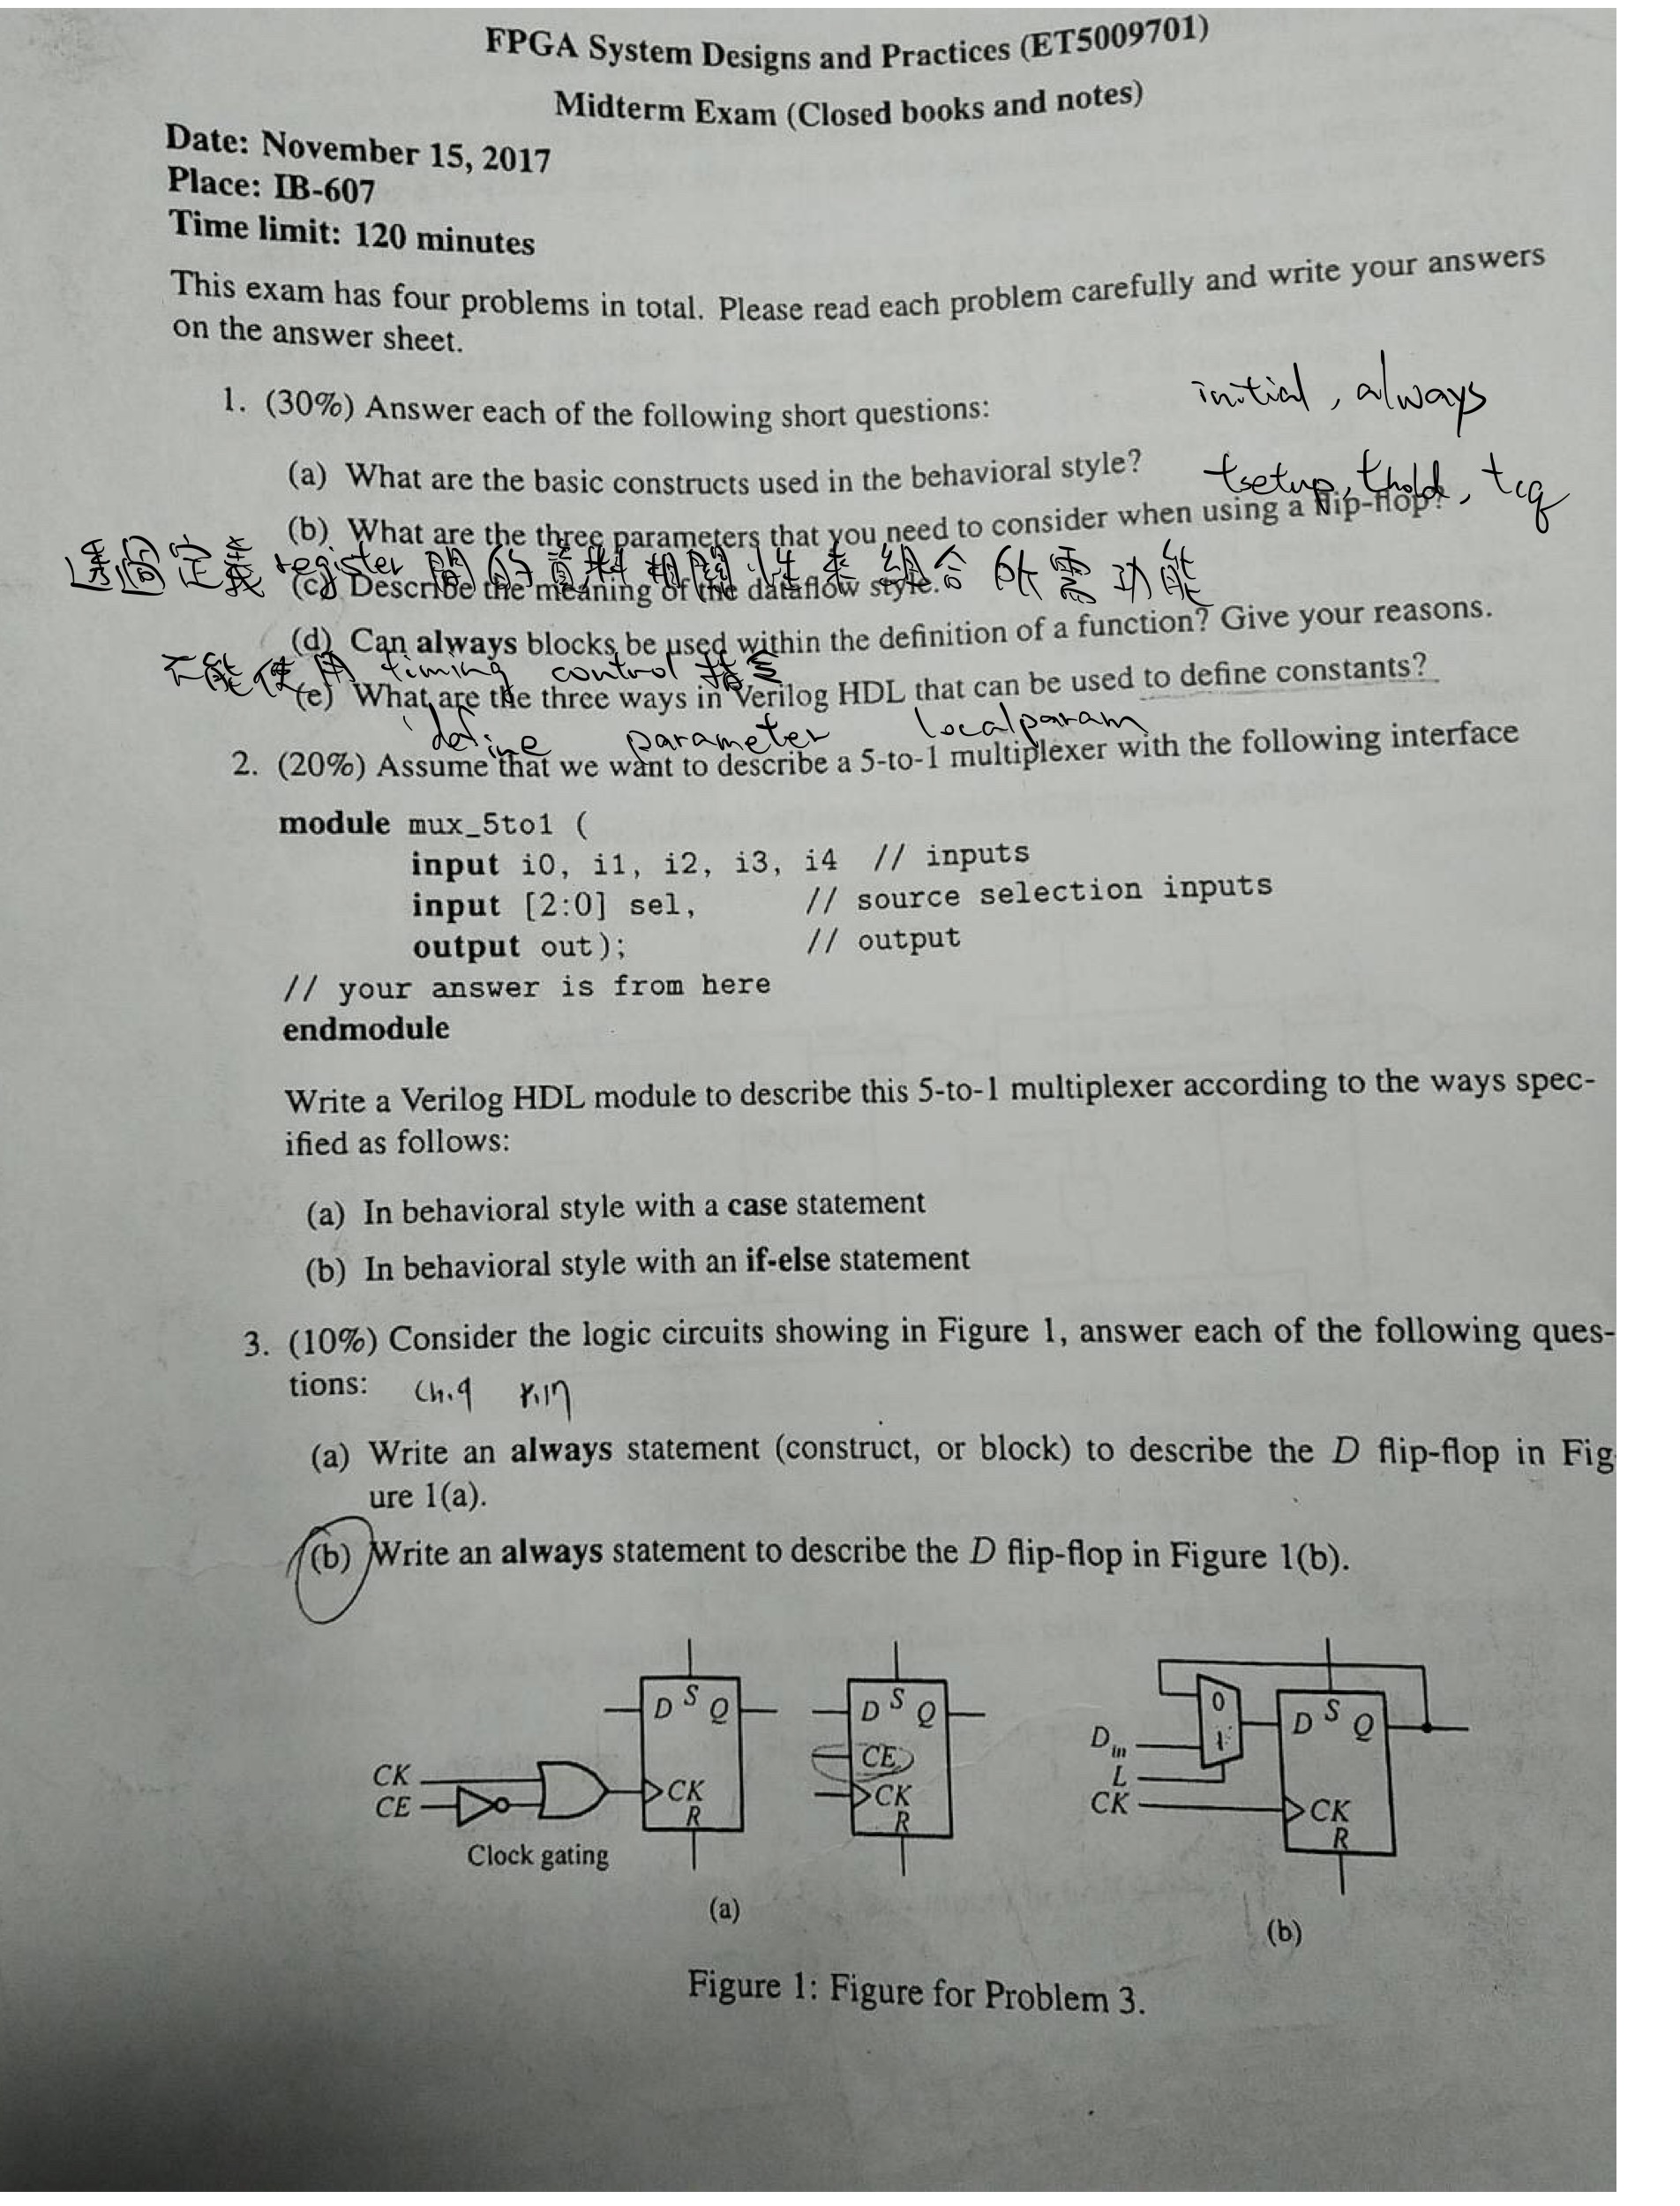 FPGA System Designs and Practices (ET5009701)
Midterm Exam (Closed books and notes)
Date: November 15, 2017
Place: IB-607
Time limit: 120 minutes
This exam has four problems in total. Please read each problem carefully and write your answers
on the answer sheet.
initial, always
1. (30%) Answer each of the following short questions:
(a) What are the basic constructs used in the behavioral style?
tsetup, thold, tcq
(b) What are the three parameters that you need to consider when using a flip-flop?
透過定義 register 間的資料相關性來組合所需功能
(c) Describe the meaning of the dataflow style.
(d) Can always blocks be used within the definition of a function? Give your reasons.
不能使用 timing control 指令
(e) What are the three ways in Verilog HDL that can be used to define constants?
`define parameter localparam
2. (20%) Assume that we want to describe a 5-to-1 multiplexer with the following interface
module mux_5to1 (
input i0, i1, i2, i3, i4 // inputs
input [2:0] sel, // source selection inputs
output out); // output
// your answer is from here
endmodule
Write a Verilog HDL module to describe this 5-to-1 multiplexer according to the ways spec-
ified as follows:
(a) In behavioral style with a case statement
(b) In behavioral style with an if-else statement
3. (10%) Consider the logic circuits showing in Figure 1, answer each of the following ques-
tions:
ch.9
(a) Write an always statement (construct, or block) to describe the D flip-flop in Fig
ure 1(a).
(b) Write an always statement to describe the D flip-flop in Figure 1(b).
D S Q
CK
CE
CK
R
Clock gating
D S Q
CE
CK
R
(a)
0
1
Din
L
CK
D S Q
CK
R
(b)
Figure 1: Figure for Problem 3.